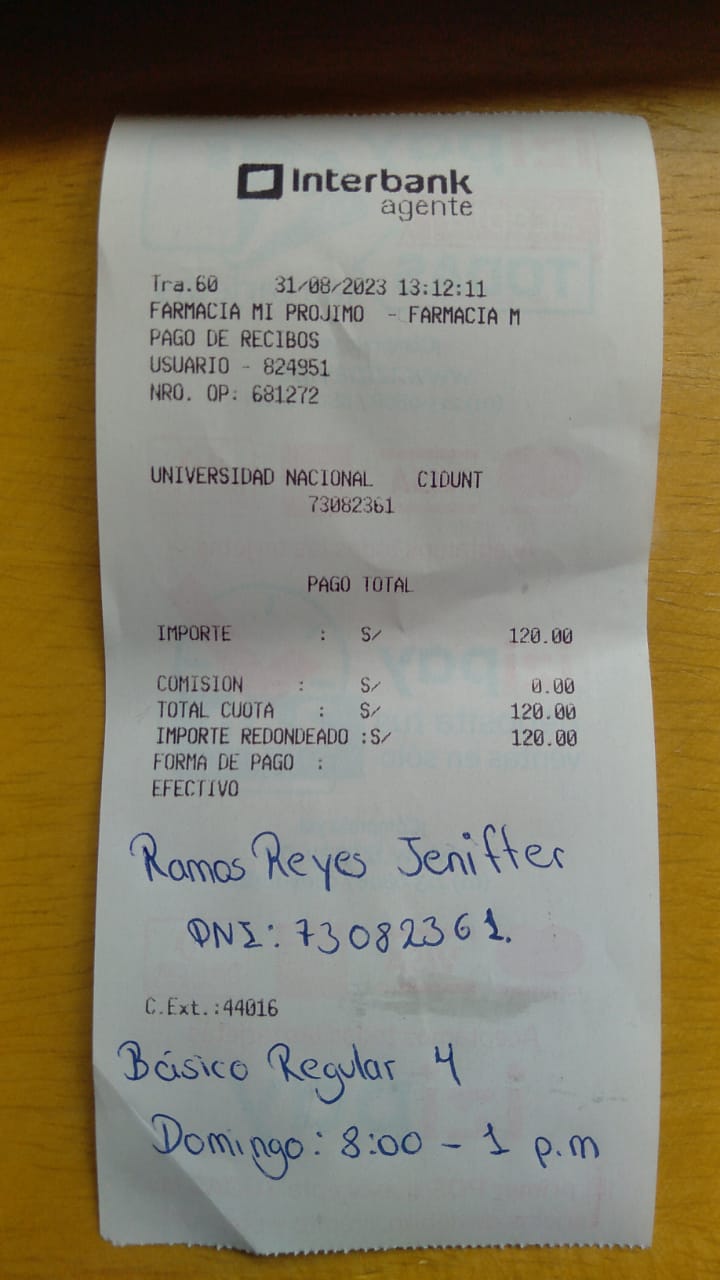 Interbank
agente
Tra.60 31/08/2023 13:12:11
FARMACIA MI PROJIMO - FARMACIA M
PAGO DE RECIBOS
USUARIO - 824951
NRO. OP: 681272
UNIVERSIDAD NACIONAL CIDUNT
73082361
PAGO TOTAL
IMPORTE : S/ 120.00
COMISION : S/ 0.00
TOTAL CUOTA : S/ 120.00
IMPORTE REDONDEADO :S/ 120.00
FORMA DE PAGO :
EFECTIVO
Ramos Reyes Jenifter
DNI: 73082361.
C.Ext.:44016
Básico Regular 4
Domingo: 8:00 - 1 p.m